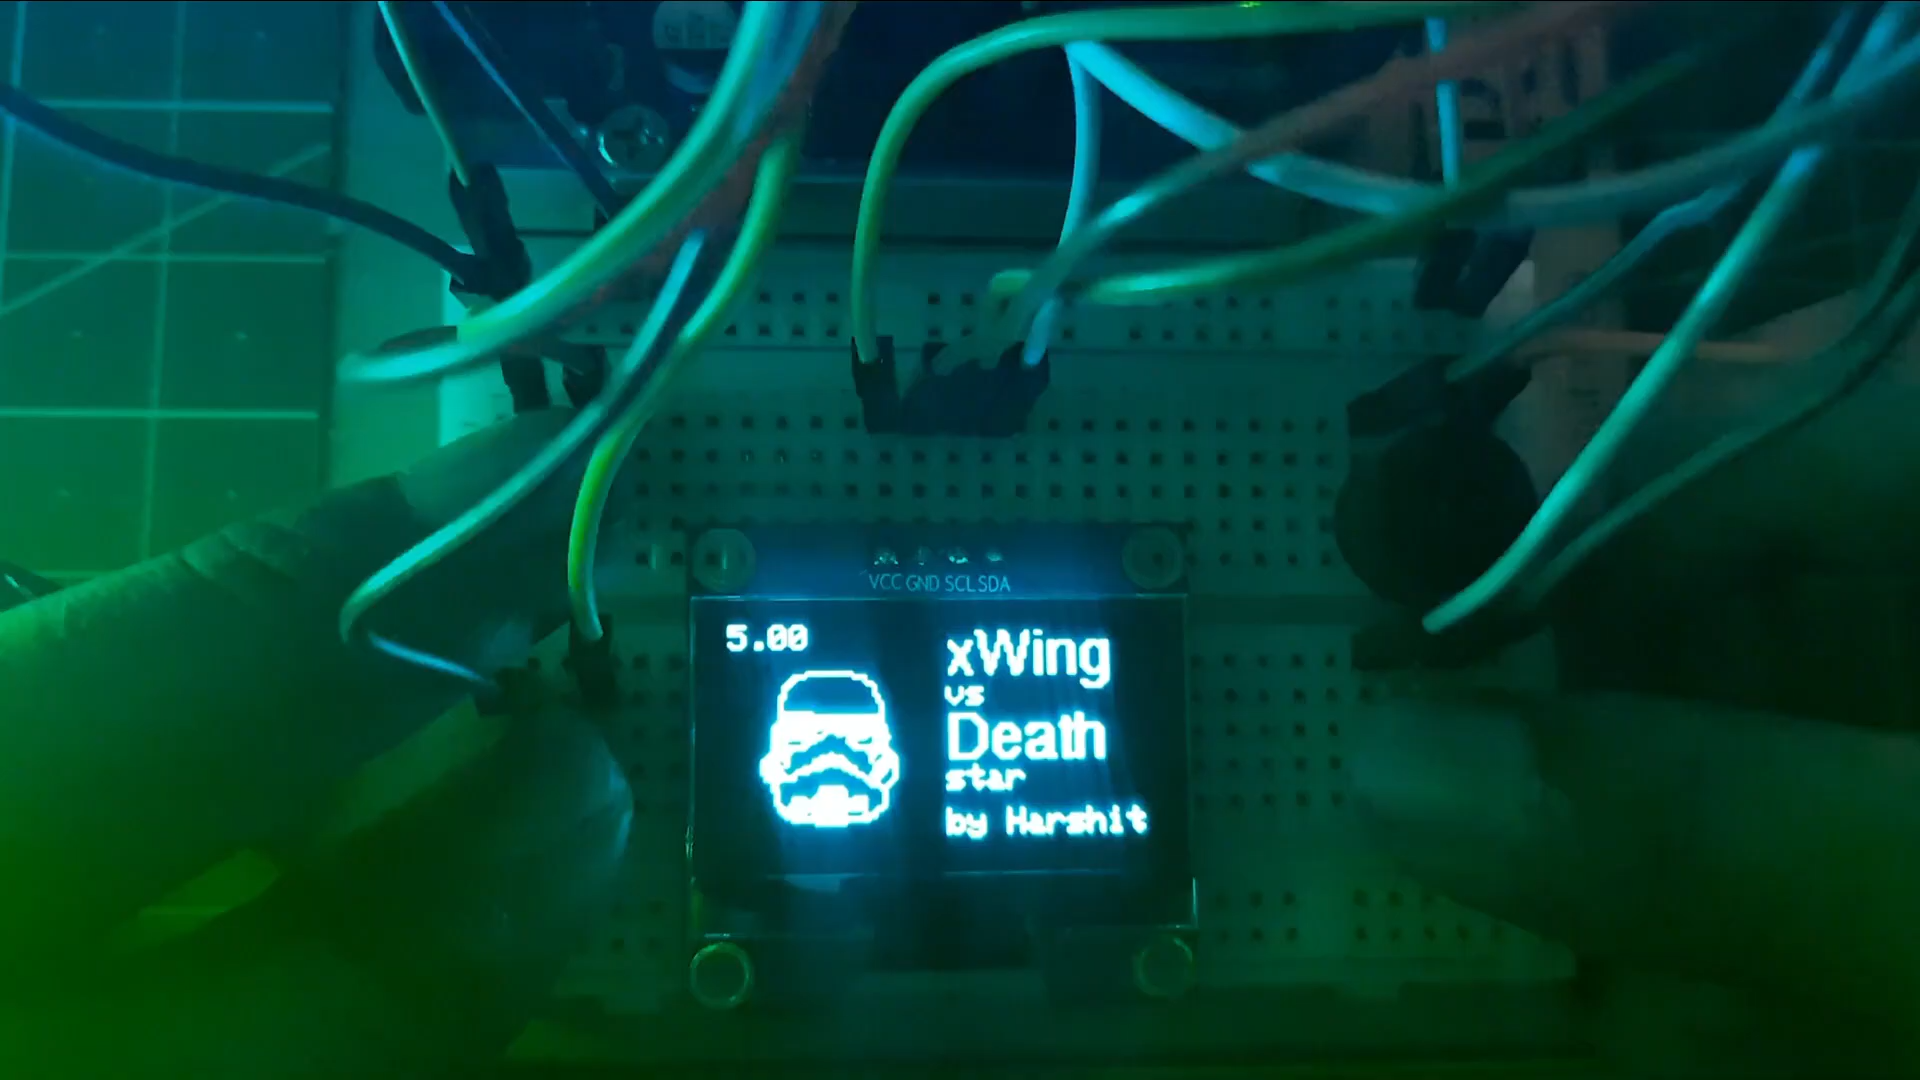 VCC GND SCL SDA
5.00
xWing
vs
Death
star
by Harshit